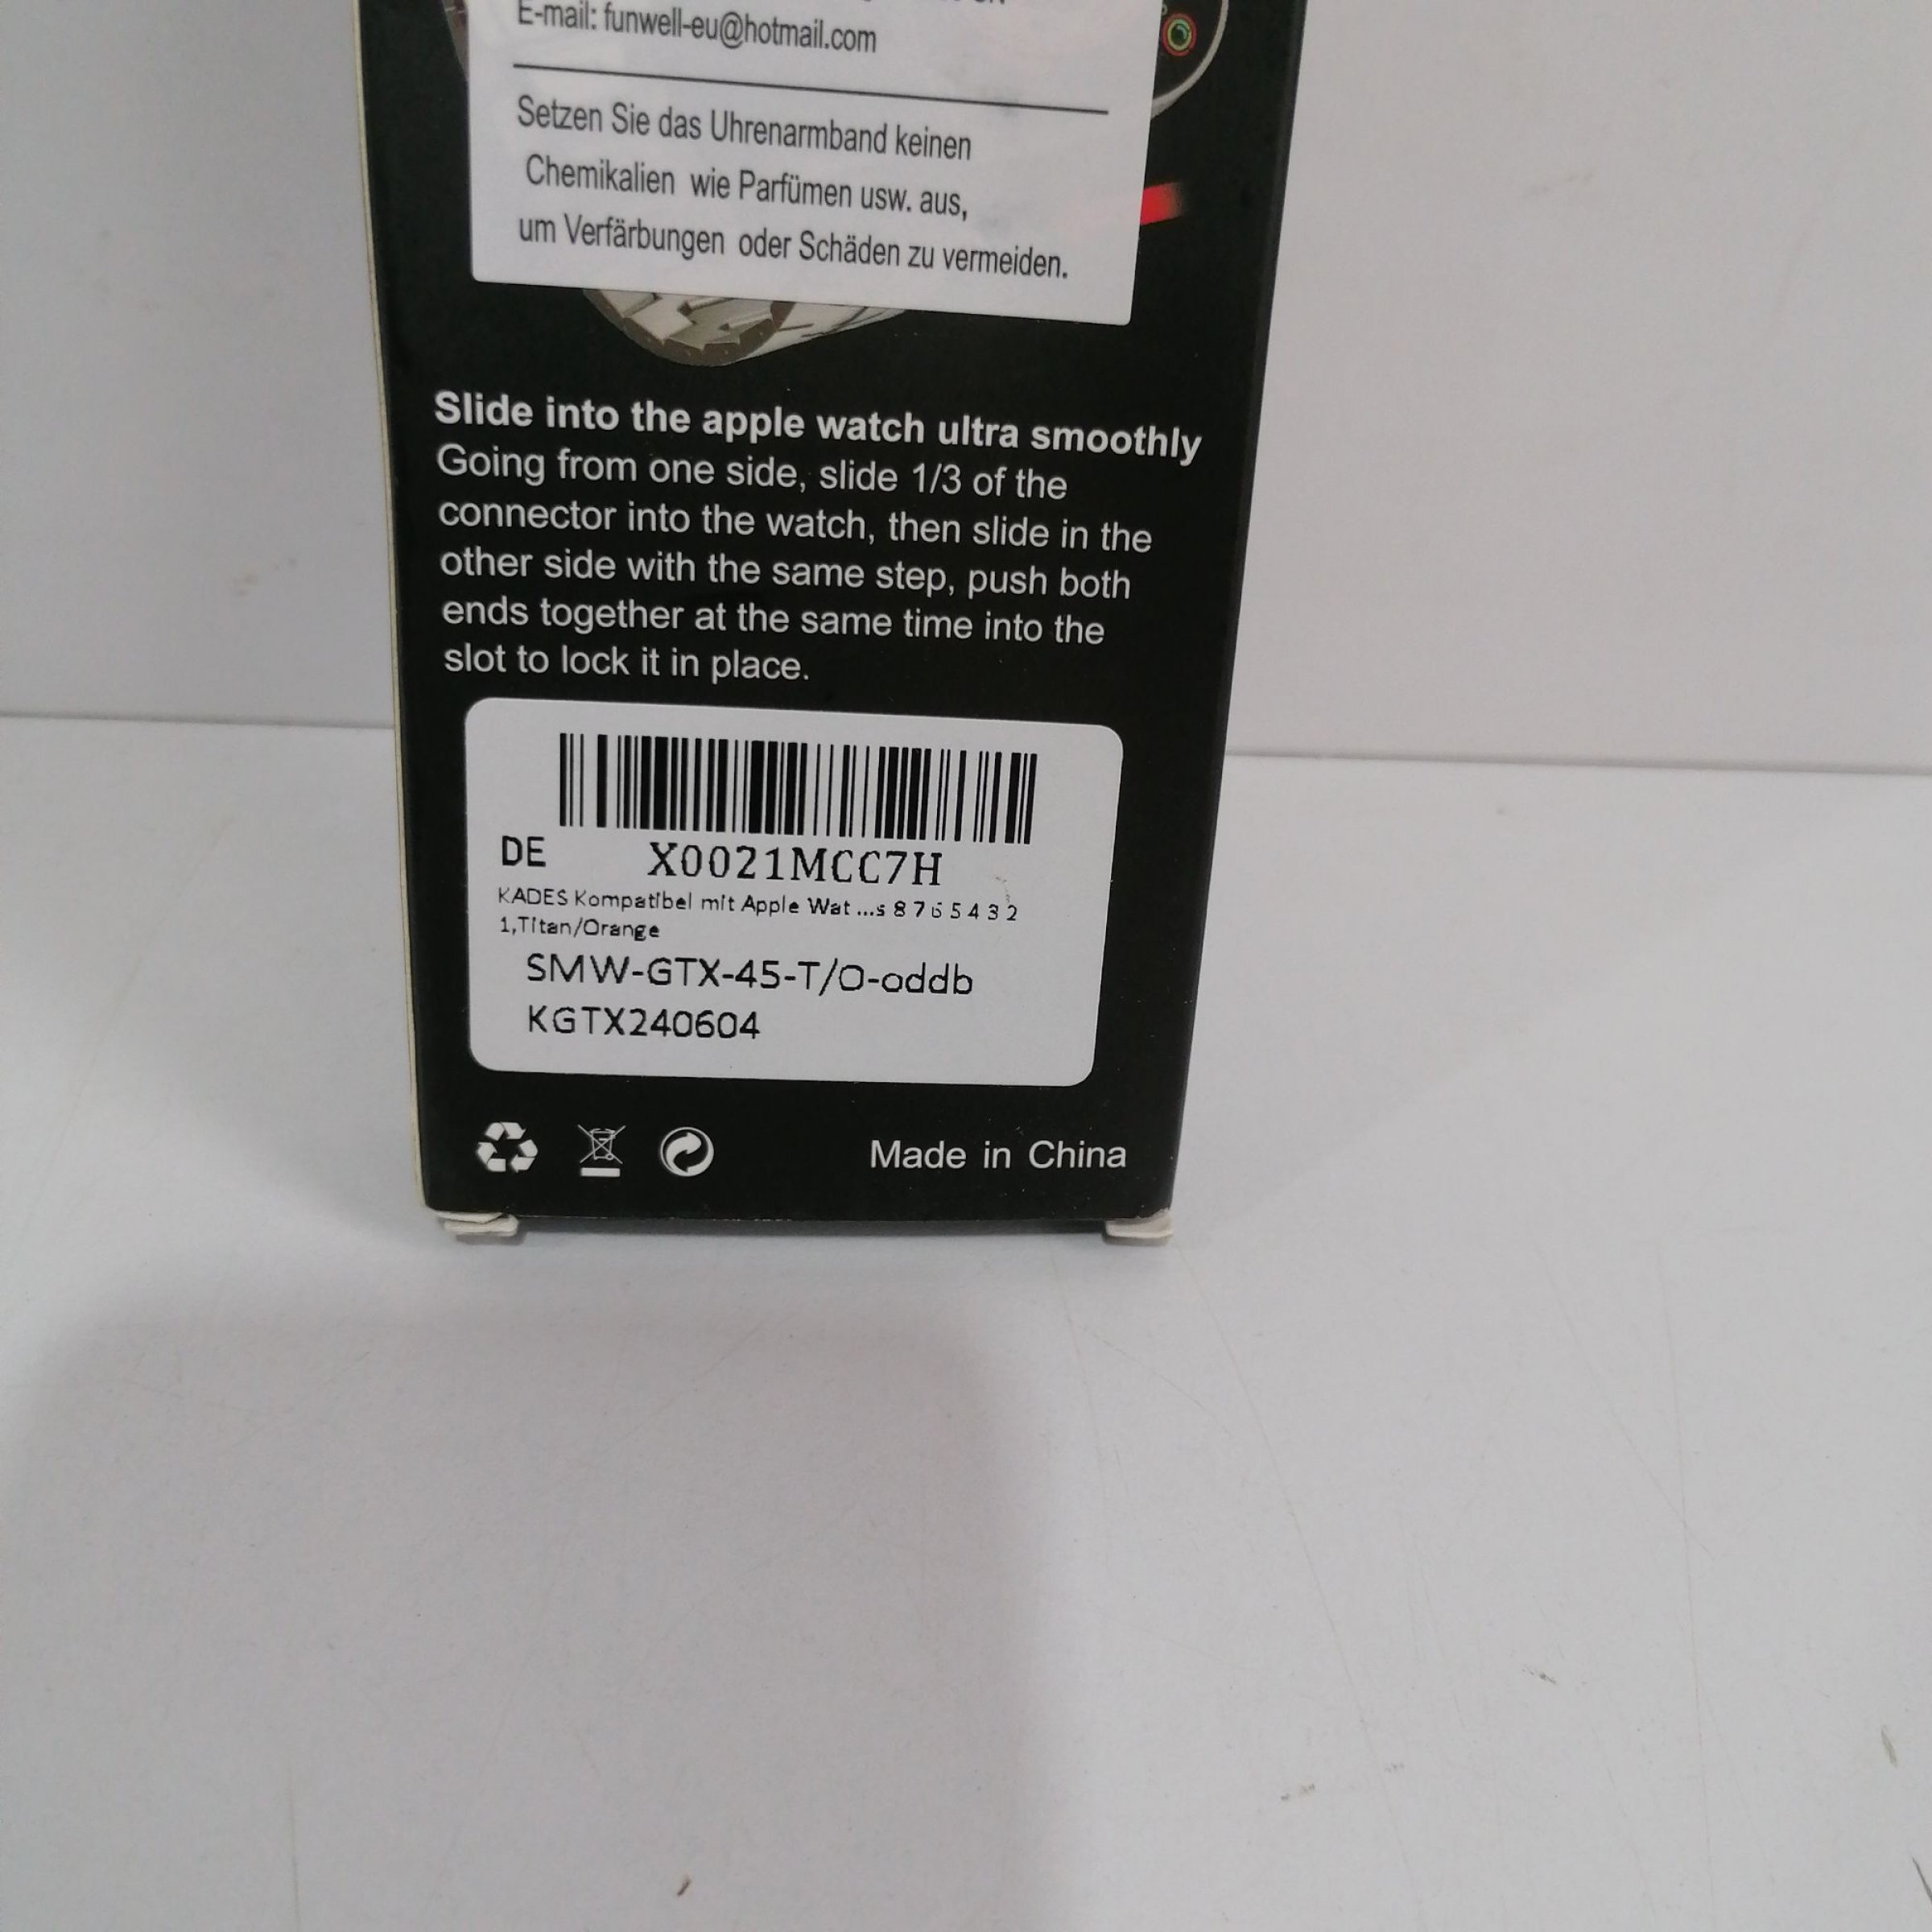 E-mail: funwell-eu@hotmail.com
Setzen Sie das Uhrenarmband keinen
Chemikalien wie Parfümen usw. aus,
um Verfärbungen oder Schäden zu vermeiden.
Slide into the apple watch ultra smoothly
Going from one side, slide 1/3 of the
connector into the watch, then slide in the
other side with the same step, push both
ends together at the same time into the
slot to lock it in place.
DE X0021MCC7H
KADES Kompatibel mit Apple Wat ...s 8 7 6 5 4 3 2
1,Titan/Orange
SMW-GTX-45-T/O-oddb
KGTX240604
Made in China